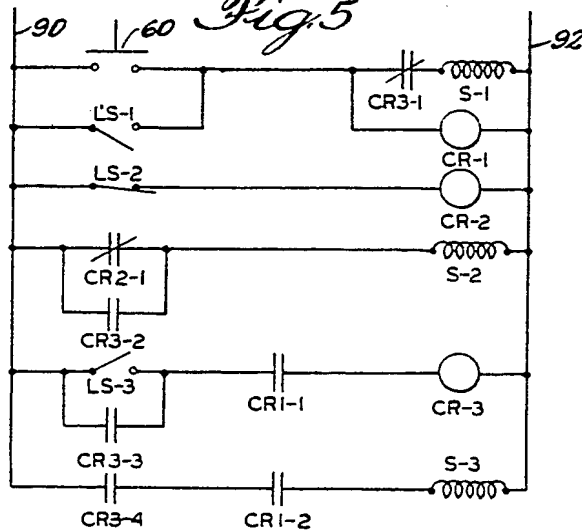 Fig. 5
90
60
92
CR3-1
S-1
LS-1
CR-1
LS-2
CR-2
CR2-1
S-2
CR3-2
LS-3
CR1-1
CR-3
CR3-3
S-3
CR3-4
CR1-2